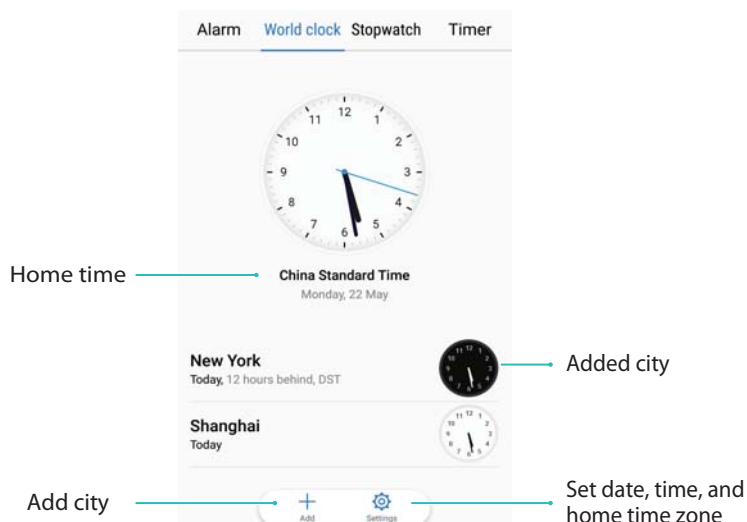 Alarm World clock Stopwatch Timer
12
11 1
10 2
9 3
8 4
7 5
6
Home time
China Standard Time
Monday, 22 May
New York
Today, 12 hours behind, DST
Added city
Shanghai
Today
Add city
Add Settings
Set date, time, and
home time zone